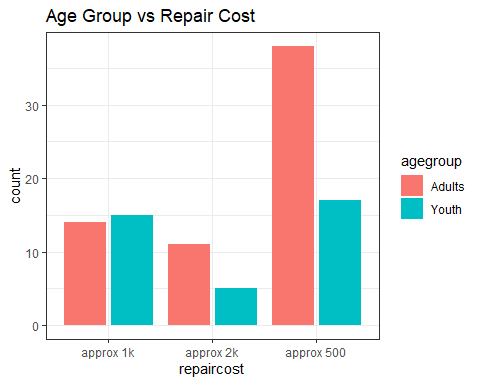 Age Group vs Repair Cost
count
30
20
10
0
approx 1k
approx 2k
approx 500
repaircost
agegroup
Adults
Youth